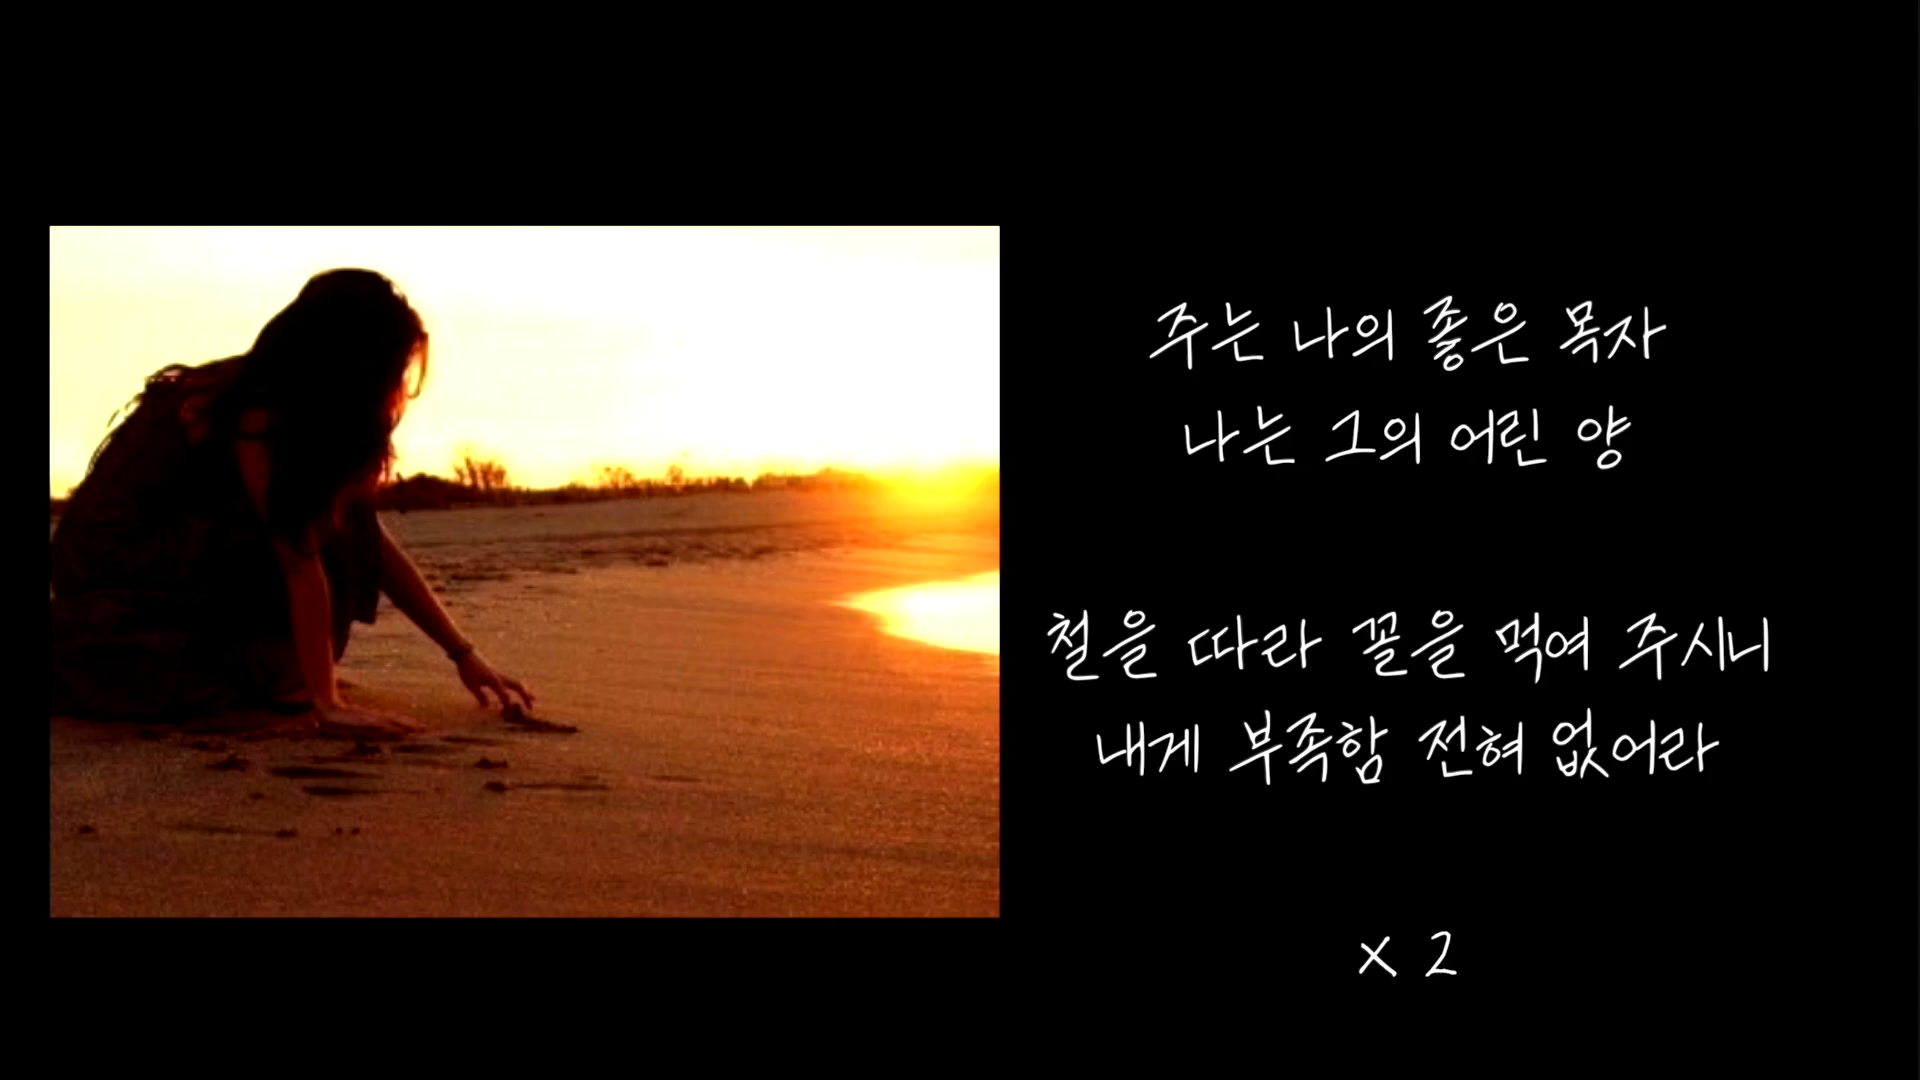 주는 나의 좋은 목자
나는 그의 어린 양
철을 따라 꼴을 먹여 주시니
내게 부족함 전혀 없어라
x 2